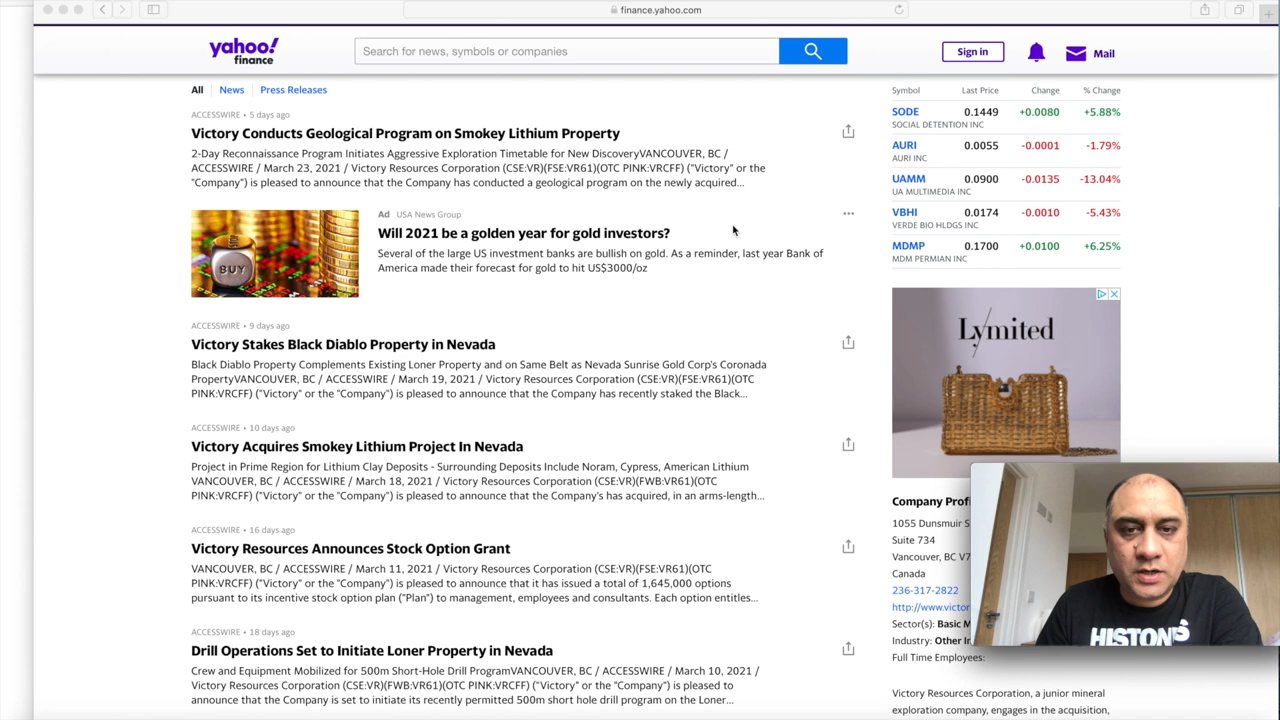 finance.yahoo.com
yahoo!
finance
Search for news, symbols or companies
Sign in
Mail
All News Press Releases
ACCESSWIRE • 5 days ago
Victory Conducts Geological Program on Smokey Lithium Property
2-Day Reconnaissance Program Initiates Aggressive Exploration Timetable for New DiscoveryVANCOUVER, BC /
ACCESSWIRE / March 23, 2021 / Victory Resources Corporation (CSE:VR)(FSE:VR61)(OTC PINK:VRCFF) ("Victory" or the
"Company") is pleased to announce that the Company has conducted a geological program on the newly acquired...
BUY
Ad USA News Group
Will 2021 be a golden year for gold investors?
Several of the large US investment banks are bullish on gold. As a reminder, last year Bank of
America made their forecast for gold to hit US$3000/oz
ACCESSWIRE • 9 days ago
Victory Stakes Black Diablo Property in Nevada
Black Diablo Property Complements Existing Loner Property and on Same Belt as Nevada Sunrise Gold Corp's Coronada
PropertyVANCOUVER, BC / ACCESSWIRE / March 19, 2021 / Victory Resources Corporation (CSE:VR)(FSE:VR61)(OTC
PINK:VRCFF) ("Victory" or the "Company") is pleased to announce that the Company has recently staked the Black...
ACCESSWIRE • 10 days ago
Victory Acquires Smokey Lithium Project In Nevada
Project in Prime Region for Lithium Clay Deposits - Surrounding Deposits Include Noram, Cypress, American Lithium
VANCOUVER, BC / ACCESSWIRE / March 18, 2021 / Victory Resources Corporation (CSE:VR)(FWB:VR61)(OTC
PINK:VRCFF) ("Victory" or the "Company") is pleased to announce that the Company's has acquired, in an arms-length...
ACCESSWIRE • 16 days ago
Victory Resources Announces Stock Option Grant
VANCOUVER, BC / ACCESSWIRE / March 11, 2021 / Victory Resources Corporation (CSE:VR)(FWB:VR61)(OTC
PINK:VRCFF) ("Victory" or the "Company") is pleased to announce that it has issued a total of 1,645,000 options
pursuant to its incentive stock option plan ("Plan") to management, employees and consultants. Each option entitles...
ACCESSWIRE • 18 days ago
Drill Operations Set to Initiate Loner Property in Nevada
Crew and Equipment Mobilized for 500m Short-Hole Drill ProgramVANCOUVER, BC / ACCESSWIRE / March 10, 2021 /
Victory Resources Corporation (CSE:VR)(FWB:VR61)(OTC PINK:VRCFF) ("Victory" or the "Company") is pleased to
announce that the Company is set to initiate its recently permitted 500m short hole drill program on the Loner...
Symbol Last Price Change % Change
SODE 0.1449 +0.0080 +5.88%
SOCIAL DETENTION INC
AURI 0.0055 -0.0001 -1.79%
AURI INC
UAMM 0.0900 -0.0135 -13.04%
UA MULTIMEDIA INC
VBHI 0.0174 -0.0010 -5.43%
VERDE BIO HLDGS INC
MDMP 0.1700 +0.0100 +6.25%
MDM PERMIAN INC
Lymited
Company Prof
1055 Dunsmuir S
Suite 734
Vancouver, BC V7
Canada
236-317-2822
http://www.victor
Sector(s): Basic M
Industry: Other In
Full Time Employees:
Victory Resources Corporation, a junior mineral
exploration company, engages in the acquisition,
HISTON'S